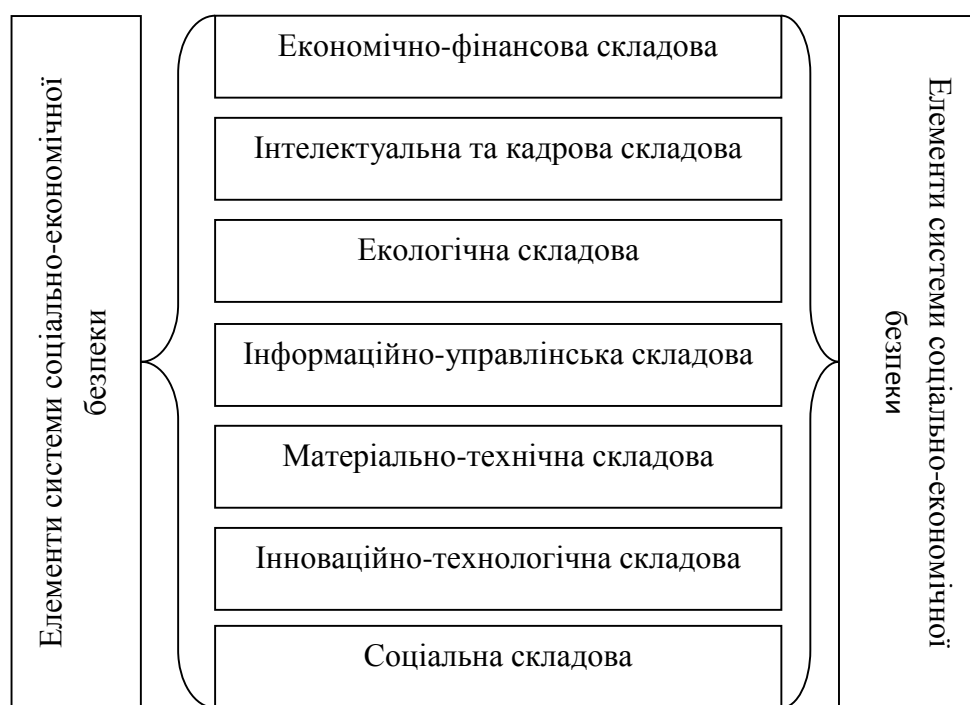 Елементи системи соціально-економічної
безпеки
Економічно-фінансова складова
Інтелектуальна та кадрова складова
Екологічна складова
Інформаційно-управлінська складова
Матеріально-технічна складова
Інноваційно-технологічна складова
Соціальна складова
Елементи системи соціально-економічної
безпеки